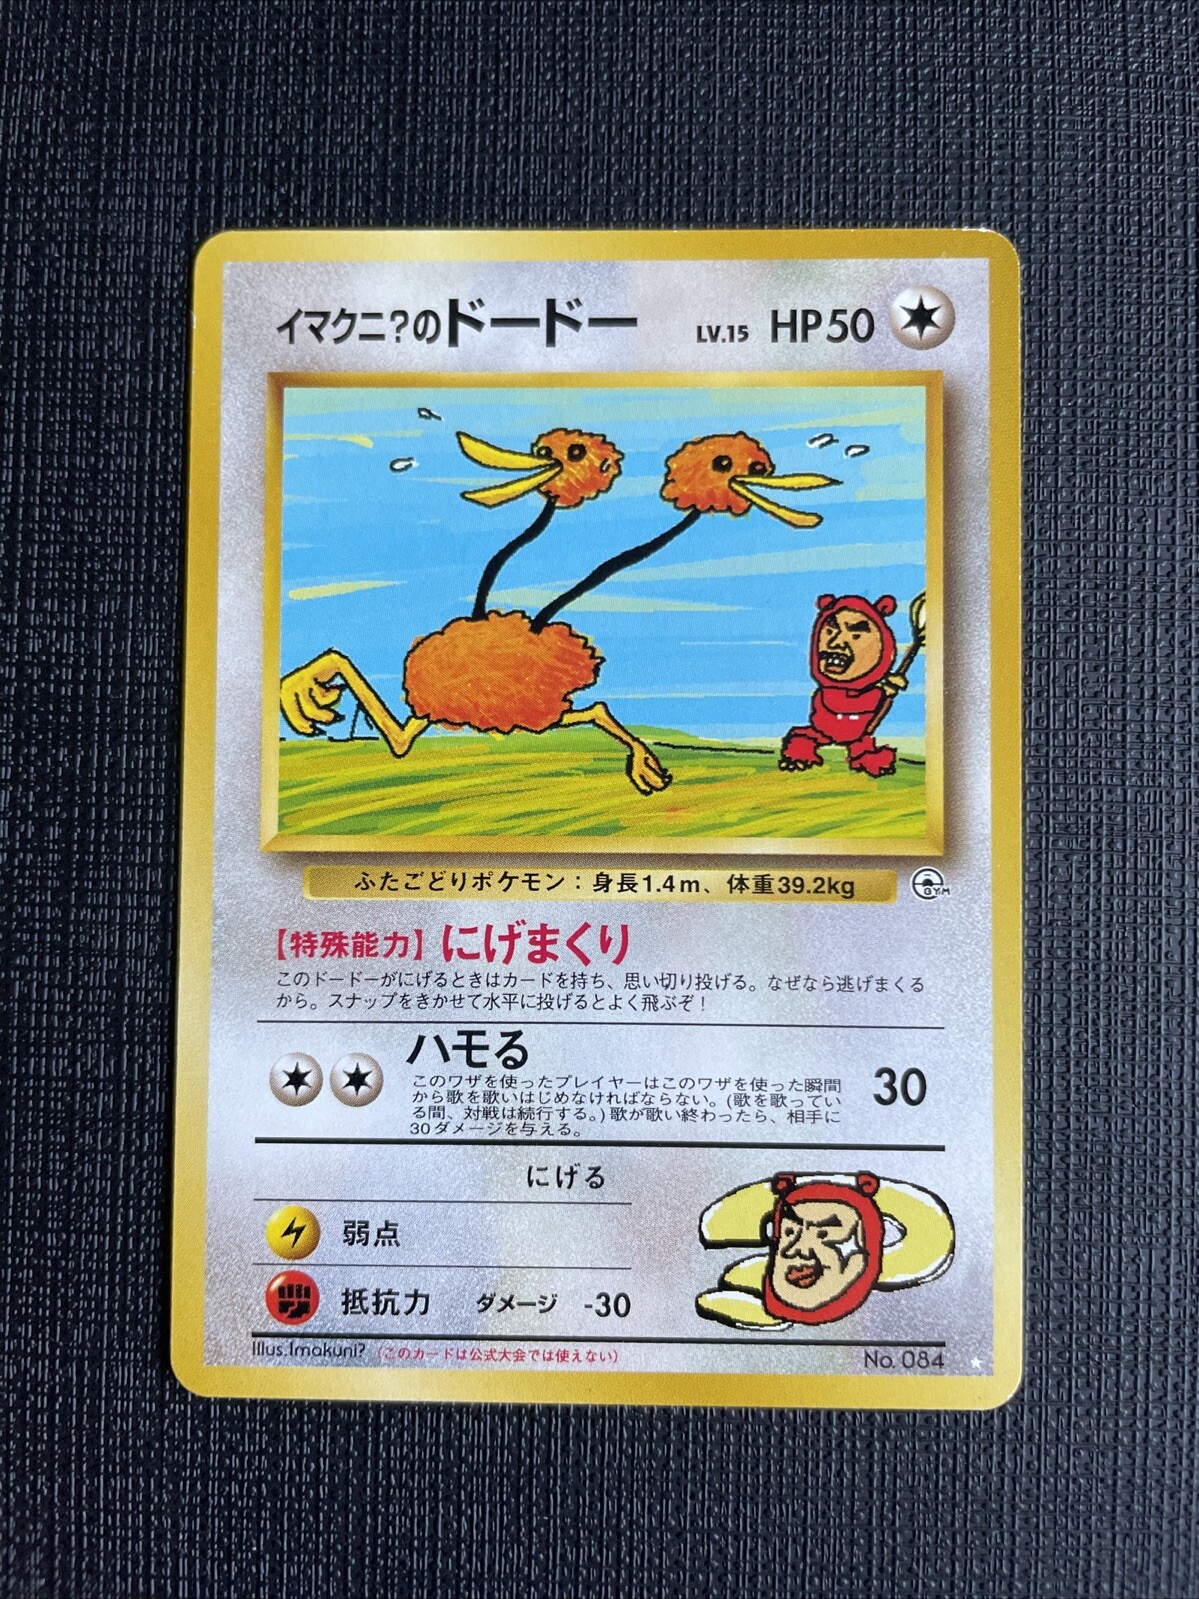 イマクニ?のドードー LV.15 HP50
ふたごどりポケモン：身長1.4m、体重39.2kg
GYM
【特殊能力】にげまくり
このドードーがにげるときはカードを持ち、思い切り投げる。なぜなら逃げまくる
から。スナップをきかせて水平に投げるとよく飛ぶぞ！
ハモる
このワザを使ったプレイヤーはこのワザを使った瞬間
から歌を歌いはじめなければならない。(歌を歌ってい
る間、対戦は続行する。)歌が歌い終わったら、相手に
30ダメージを与える。
30
にげる
弱点
抵抗力 ダメージ -30
Illus.Imakuni? (このカードは公式大会では使えない) No. 084